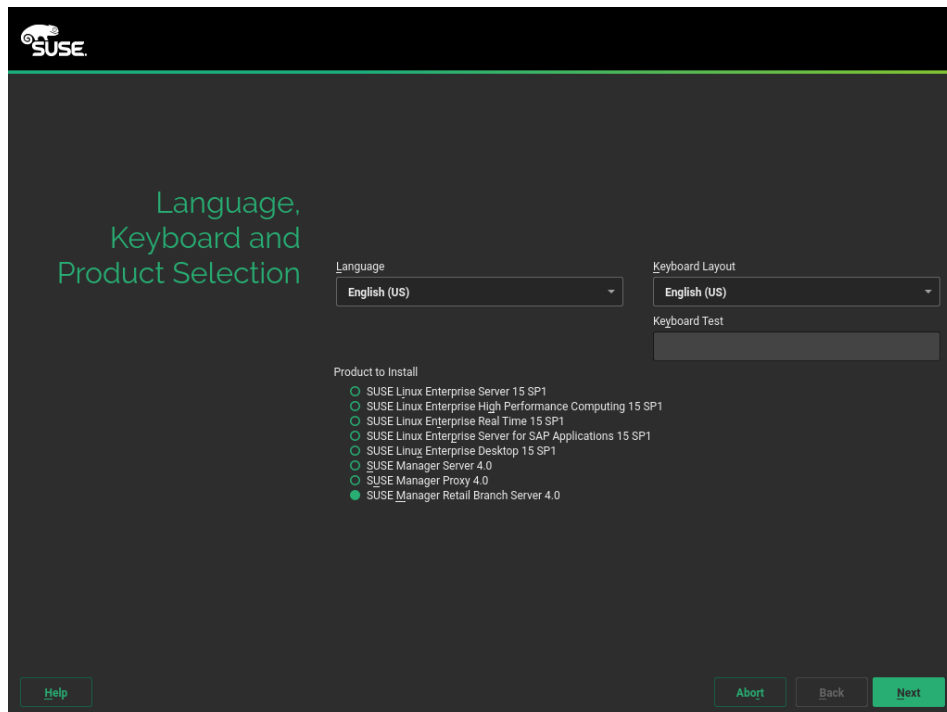 SUSE.
Language,
Keyboard and
Product Selection
Language
English (US)
Keyboard Layout
English (US)
Keyboard Test
Product to Install
SUSE Linux Enterprise Server 15 SP1
SUSE Linux Enterprise High Performance Computing 15 SP1
SUSE Linux Enterprise Real Time 15 SP1
SUSE Linux Enterprise Server for SAP Applications 15 SP1
SUSE Linux Enterprise Desktop 15 SP1
SUSE Manager Server 4.0
SUSE Manager Proxy 4.0
SUSE Manager Retail Branch Server 4.0
Help
Abort
Back
Next